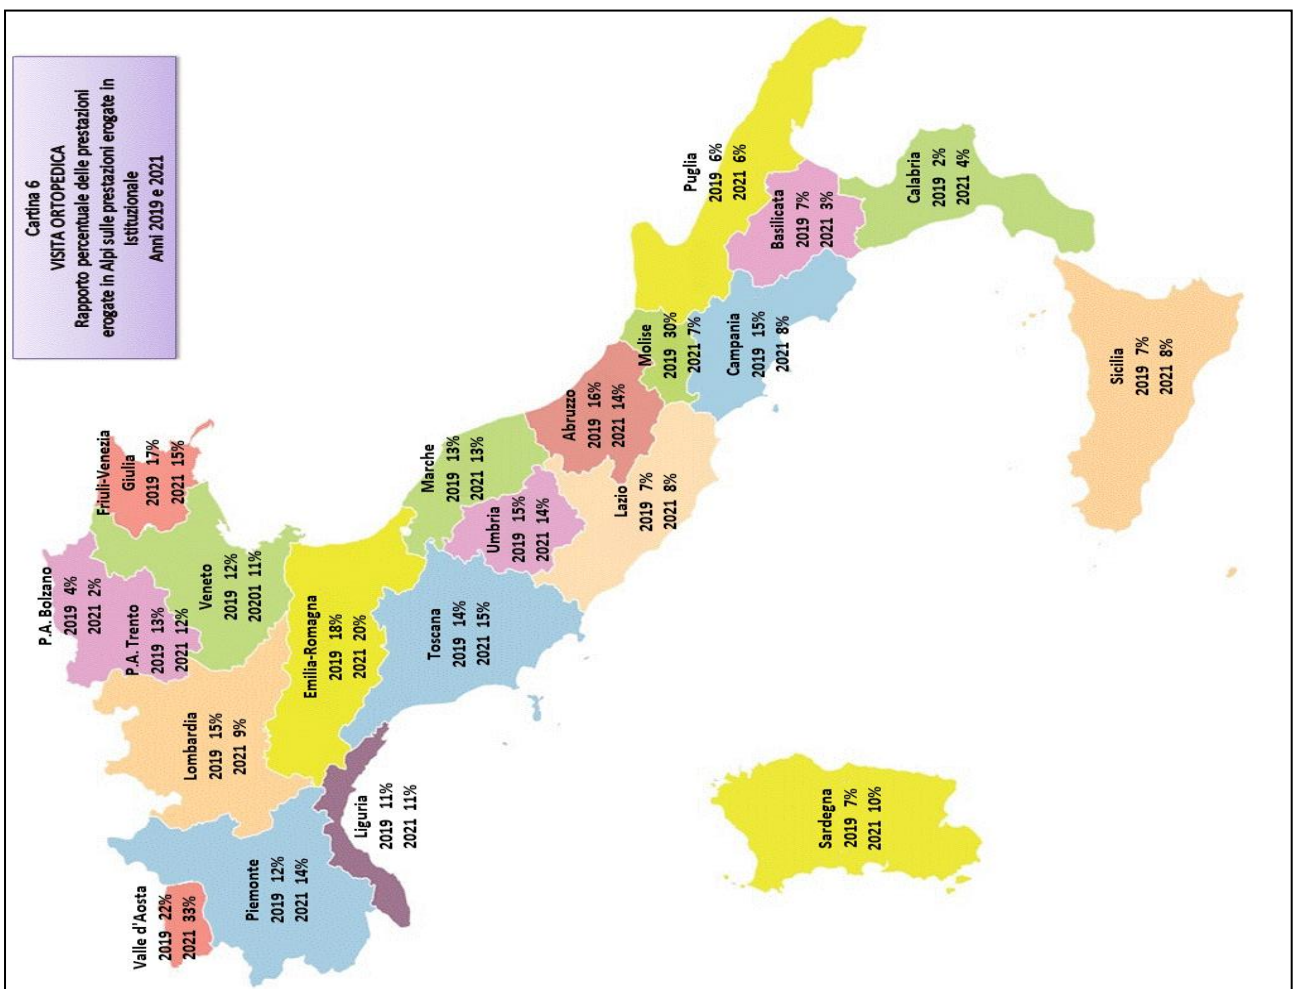 Cartina 6
VISITA ORTOPEDICA
Rapporto percentuale delle prestazioni
erogate in Alpi sulle prestazioni erogate in
Istituzionale
Anni 2019 e 2021
Valle d'Aosta
2019 22%
2021 33%
Piemonte
2019 12%
2021 14%
Liguria
2019 11%
2021 11%
Lombardia
2019 15%
2021 9%
P.A. Bolzano
2019 4%
2021 2%
P.A. Trento
2019 13%
2021 12%
Veneto
2019 12%
20201 11%
Friuli-Venezia
Giulia
2019 17%
2021 15%
Emilia-Romagna
2019 18%
2021 20%
Toscana
2019 14%
2021 15%
Marche
2019 13%
2021 13%
Umbria
2019 15%
2021 14%
Lazio
2019 7%
2021 8%
Abruzzo
2019 16%
2021 14%
Molise
2019 30%
2021 7%
Campania
2019 15%
2021 8%
Puglia
2019 6%
2021 6%
Basilicata
2019 7%
2021 3%
Calabria
2019 2%
2021 4%
Sicilia
2019 7%
2021 8%
Sardegna
2019 7%
2021 10%